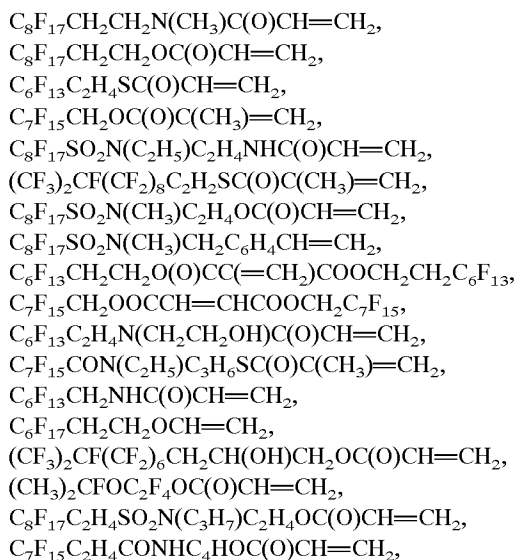 C₈F₁₇CH₂CH₂N(CH₃)C(O)CH═CH₂,
C₈F₁₇CH₂CH₂OC(O)CH═CH₂,
C₆F₁₃C₂H₄SC(O)CH═CH₂,
C₇F₁₅CH₂OC(O)C(CH₃)═CH₂,
C₈F₁₇SO₂N(C₂H₅)C₂H₄NHC(O)CH═CH₂,
(CF₃)₂CF(CF₂)₈C₂H₂SC(O)C(CH₃)═CH₂,
C₈F₁₇SO₂N(CH₃)C₂H₄OC(O)CH═CH₂,
C₈F₁₇SO₂N(CH₃)CH₂C₆H₄CH═CH₂,
C₆F₁₃CH₂CH₂O(O)CC(═CH₂)COOCH₂CH₂C₆F₁₃,
C₇F₁₅CH₂OOCCH═CHCOOCH₂C₇F₁₅,
C₆F₁₃C₂H₄N(CH₂CH₂OH)C(O)CH═CH₂,
C₇F₁₅CON(C₂H₅)C₃H₆SC(O)C(CH₃)═CH₂,
C₆F₁₃CH₂NHC(O)CH═CH₂,
C₆F₁₇CH₂CH₂OCH═CH₂,
(CF₃)₂CF(CF₂)₆CH₂CH(OH)CH₂OC(O)CH═CH₂,
(CH₃)₂CFOC₂F₄OC(O)CH═CH₂,
C₈F₁₇C₂H₄SO₂N(C₃H₇)C₂H₄OC(O)CH═CH₂,
C₇F₁₅C₂H₄CONHC₄HOC(O)CH═CH₂,